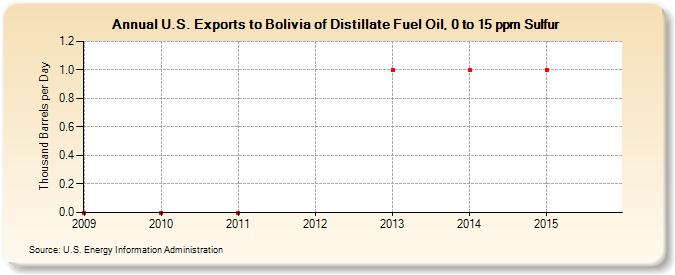 Annual U.S. Exports to Bolivia of Distillate Fuel Oil, 0 to 15 ppm Sulfur
Thousand Barrels per Day
1.2
1.0
0.8
0.6
0.4
0.2
0.0
2009 2010 2011 2012 2013 2014 2015
Source: U.S. Energy Information Administration